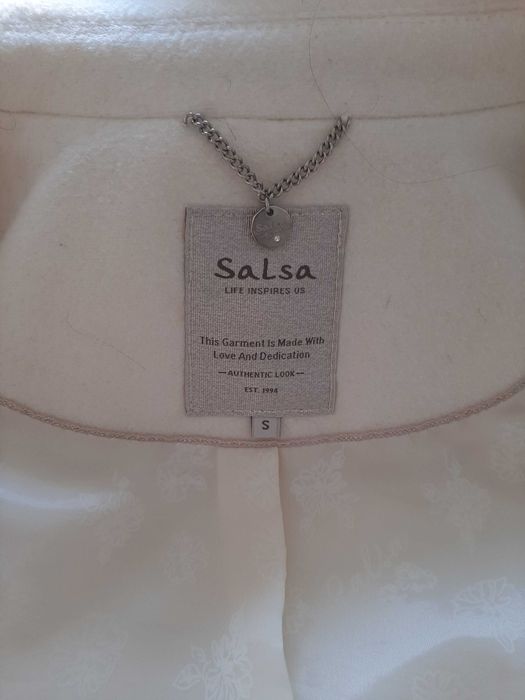 Salsa
LIFE INSPIRES US
This Garment Is Made With
Love And Dedication
—AUTHENTIC LOOK—
EST. 1994
S